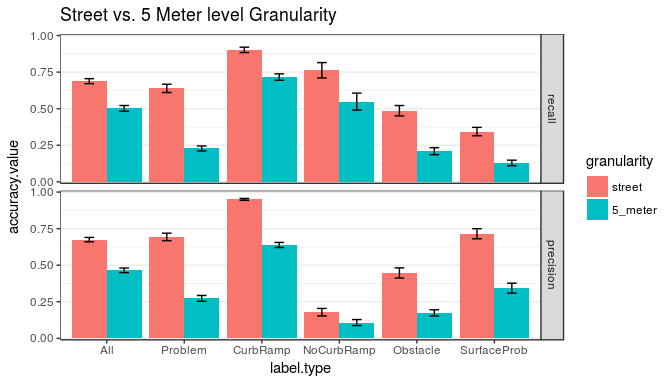 Street vs. 5 Meter level Granularity
accuracy.value
1.00
0.75
0.50
0.25
0.00
recall
1.00
0.75
0.50
0.25
0.00
precision
All Problem CurbRamp NoCurbRamp Obstacle SurfaceProb
label.type
granularity
street
5_meter